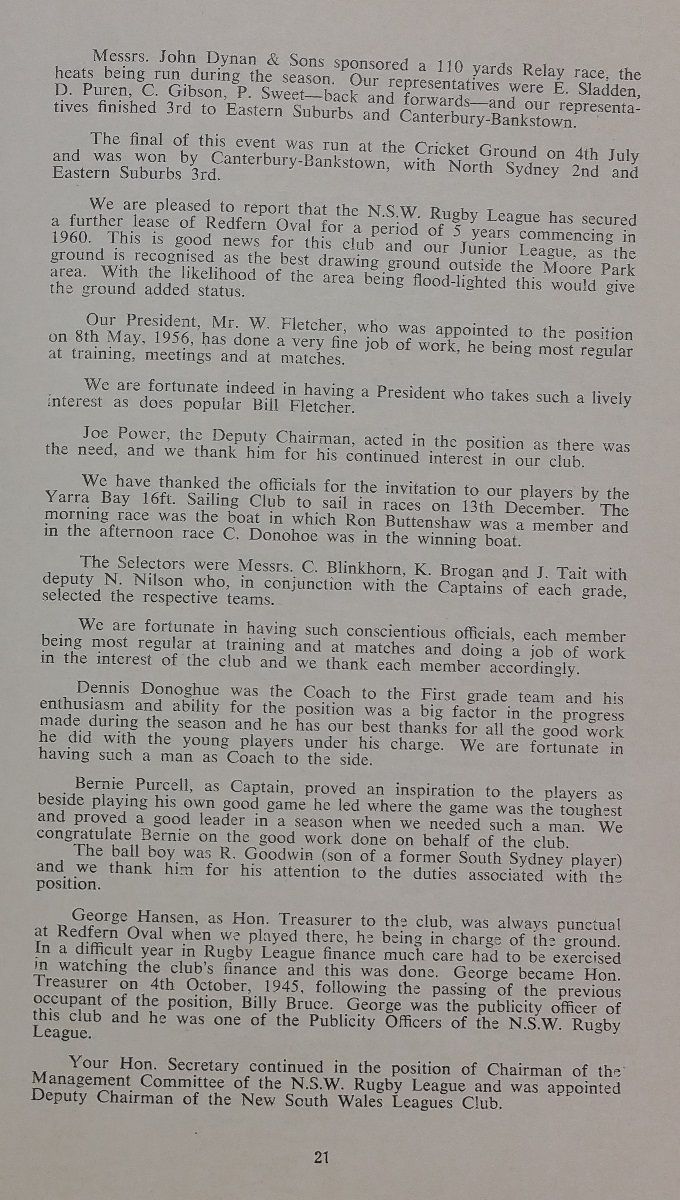 Messrs. John Dynan & Sons sponsored a 110 yards Relay race, the
heats being run during the season. Our representatives were E. Sladden,
D. Puren, C. Gibson, P. Sweet—back and forwards—and our representa-
tives finished 3rd to Eastern Suburbs and Canterbury-Bankstown.
The final of this event was run at the Cricket Ground on 4th July
and was won by Canterbury-Bankstown, with North Sydney 2nd and
Eastern Suburbs 3rd.
We are pleased to report that the N.S.W. Rugby League has secured
a further lease of Redfern Oval for a period of 5 years commencing in
1960. This is good news for this club and our Junior League, as the
ground is recognised as the best drawing ground outside the Moore Park
area. With the likelihood of the area being flood-lighted this would give
the ground added status.
Our President, Mr. W. Fletcher, who was appointed to the position
on 8th May, 1956, has done a very fine job of work, he being most regular
at training, meetings and at matches.
We are fortunate indeed in having a President who takes such a lively
interest as does popular Bill Fletcher.
Joe Power, the Deputy Chairman, acted in the position as there was
the need, and we thank him for his continued interest in our club.
We have thanked the officials for the invitation to our players by the
Yarra Bay 16ft. Sailing Club to sail in races on 13th December. The
morning race was the boat in which Ron Buttenshaw was a member and
in the afternoon race C. Donohoe was in the winning boat.
The Selectors were Messrs. C. Blinkhorn, K. Brogan and J. Tait with
deputy N. Nilson who, in conjunction with the Captains of each grade,
selected the respective teams.
We are fortunate in having such conscientious officials, each member
being most regular at training and at matches and doing a job of work
in the interest of the club and we thank each member accordingly.
Dennis Donoghue was the Coach to the First grade team and his
enthusiasm and ability for the position was a big factor in the progress
made during the season and he has our best thanks for all the good work
he did with the young players under his charge. We are fortunate in
having such a man as Coach to the side.
Bernie Purcell, as Captain, proved an inspiration to the players as
beside playing his own good game he led where the game was the toughest
and proved a good leader in a season when we needed such a man. We
congratulate Bernie on the good work done on behalf of the club.
The ball boy was R. Goodwin (son of a former South Sydney player)
and we thank him for his attention to the duties associated with the
position.
George Hansen, as Hon. Treasurer to the club, was always punctual
at Redfern Oval when we played there, he being in charge of the ground.
In a difficult year in Rugby League finance much care had to be exercised
in watching the club's finance and this was done. George became Hon.
Treasurer on 4th October, 1945, following the passing of the previous
occupant of the position, Billy Bruce. George was the publicity officer of
this club and he was one of the Publicity Officers of the N.S.W. Rugby
League.
Your Hon. Secretary continued in the position of Chairman of the
Management Committee of the N.S.W. Rugby League and was appointed
Deputy Chairman of the New South Wales Leagues Club.
21